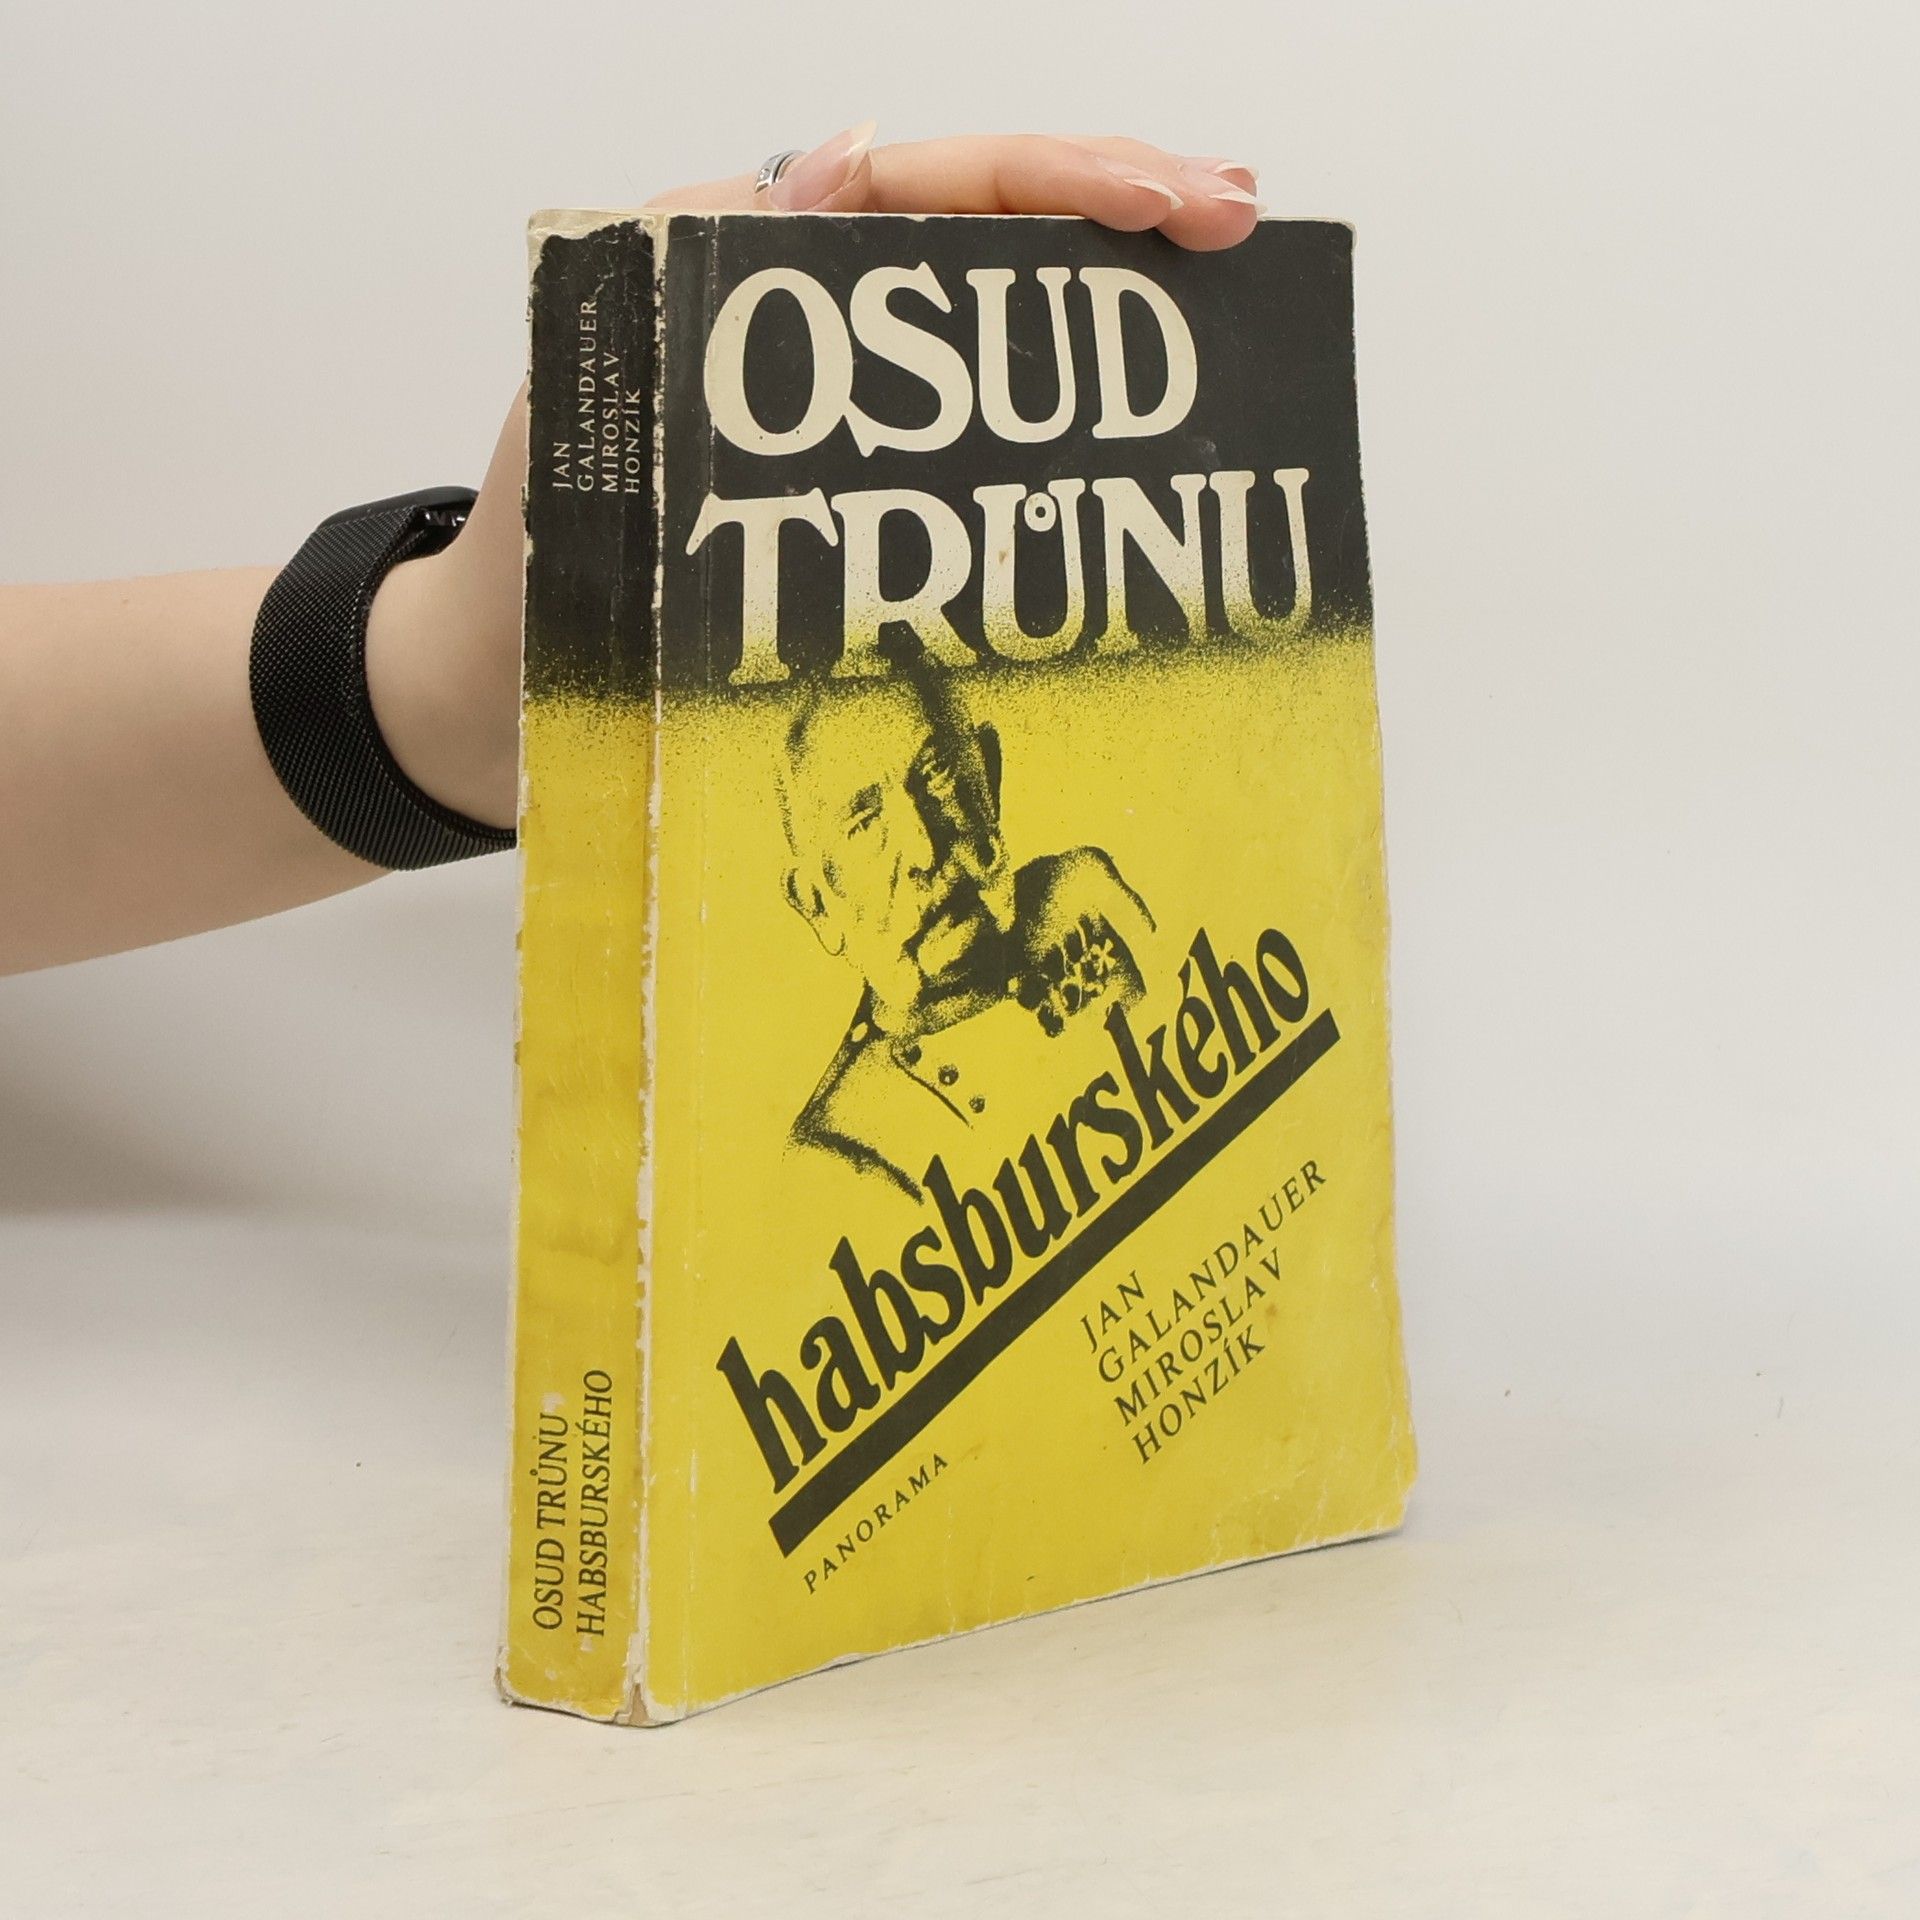 JAN
GALANDAUER
MIROSLAV
HONZÍK
OSUD TRŮNU
HABSBURSKÉHO
OSUD
TRŮNU
habsburského
JAN
GALANDAUER
MIROSLAV
HONZÍK
PANORAMA